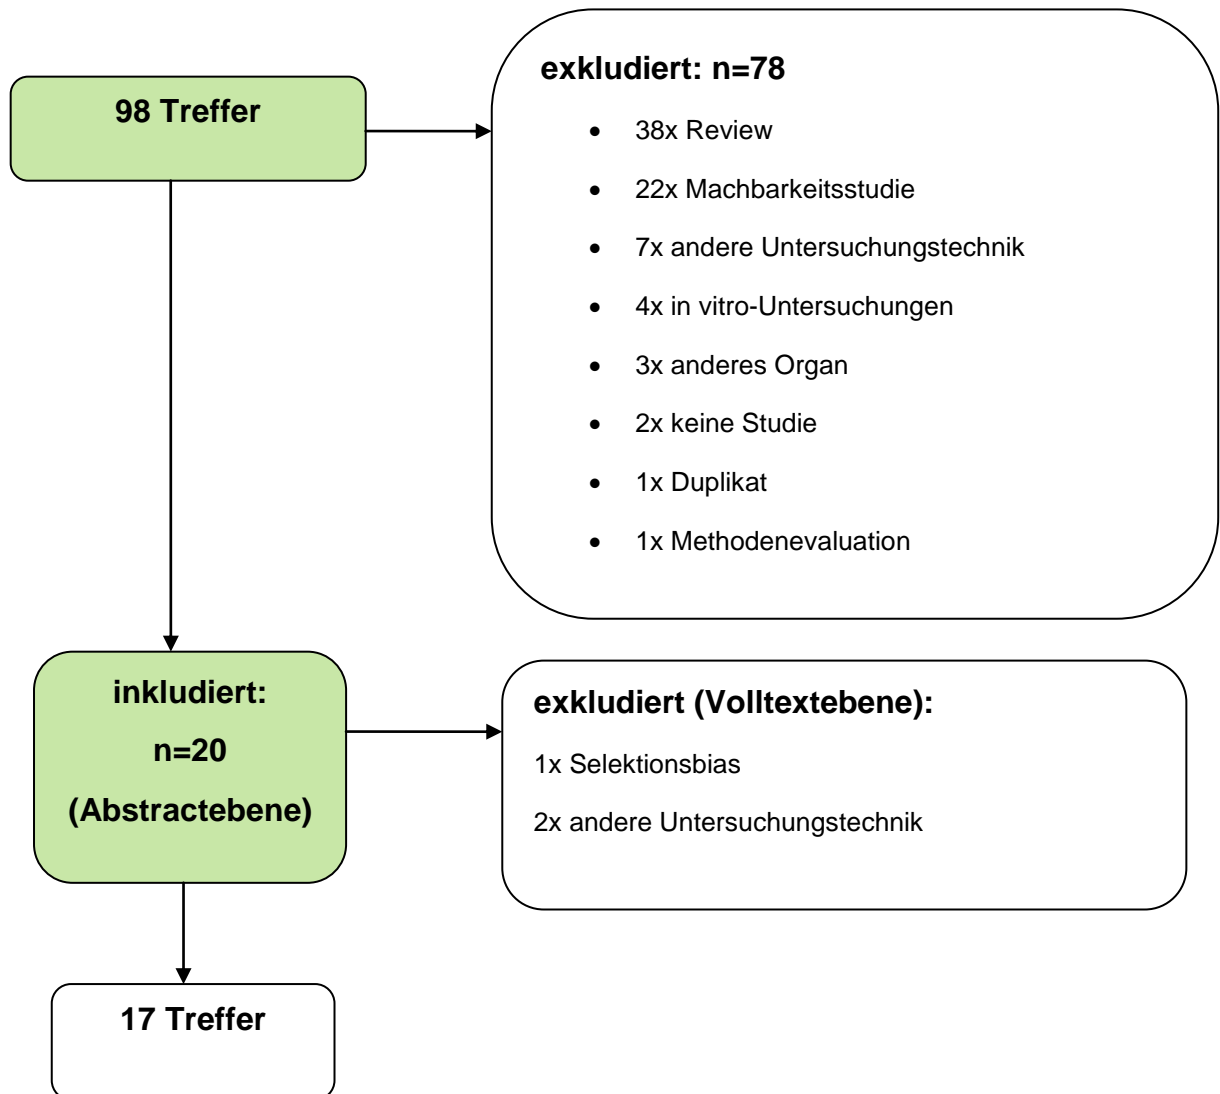 98 Treffer
exkludiert: n=78
• 38x Review
• 22x Machbarkeitsstudie
• 7x andere Untersuchungstechnik
• 4x in vitro-Untersuchungen
• 3x anderes Organ
• 2x keine Studie
• 1x Duplikat
• 1x Methodenevaluation
inkludiert:
n=20
(Abstractebene)
exkludiert (Volltextebene):
1x Selektionsbias
2x andere Untersuchungstechnik
17 Treffer